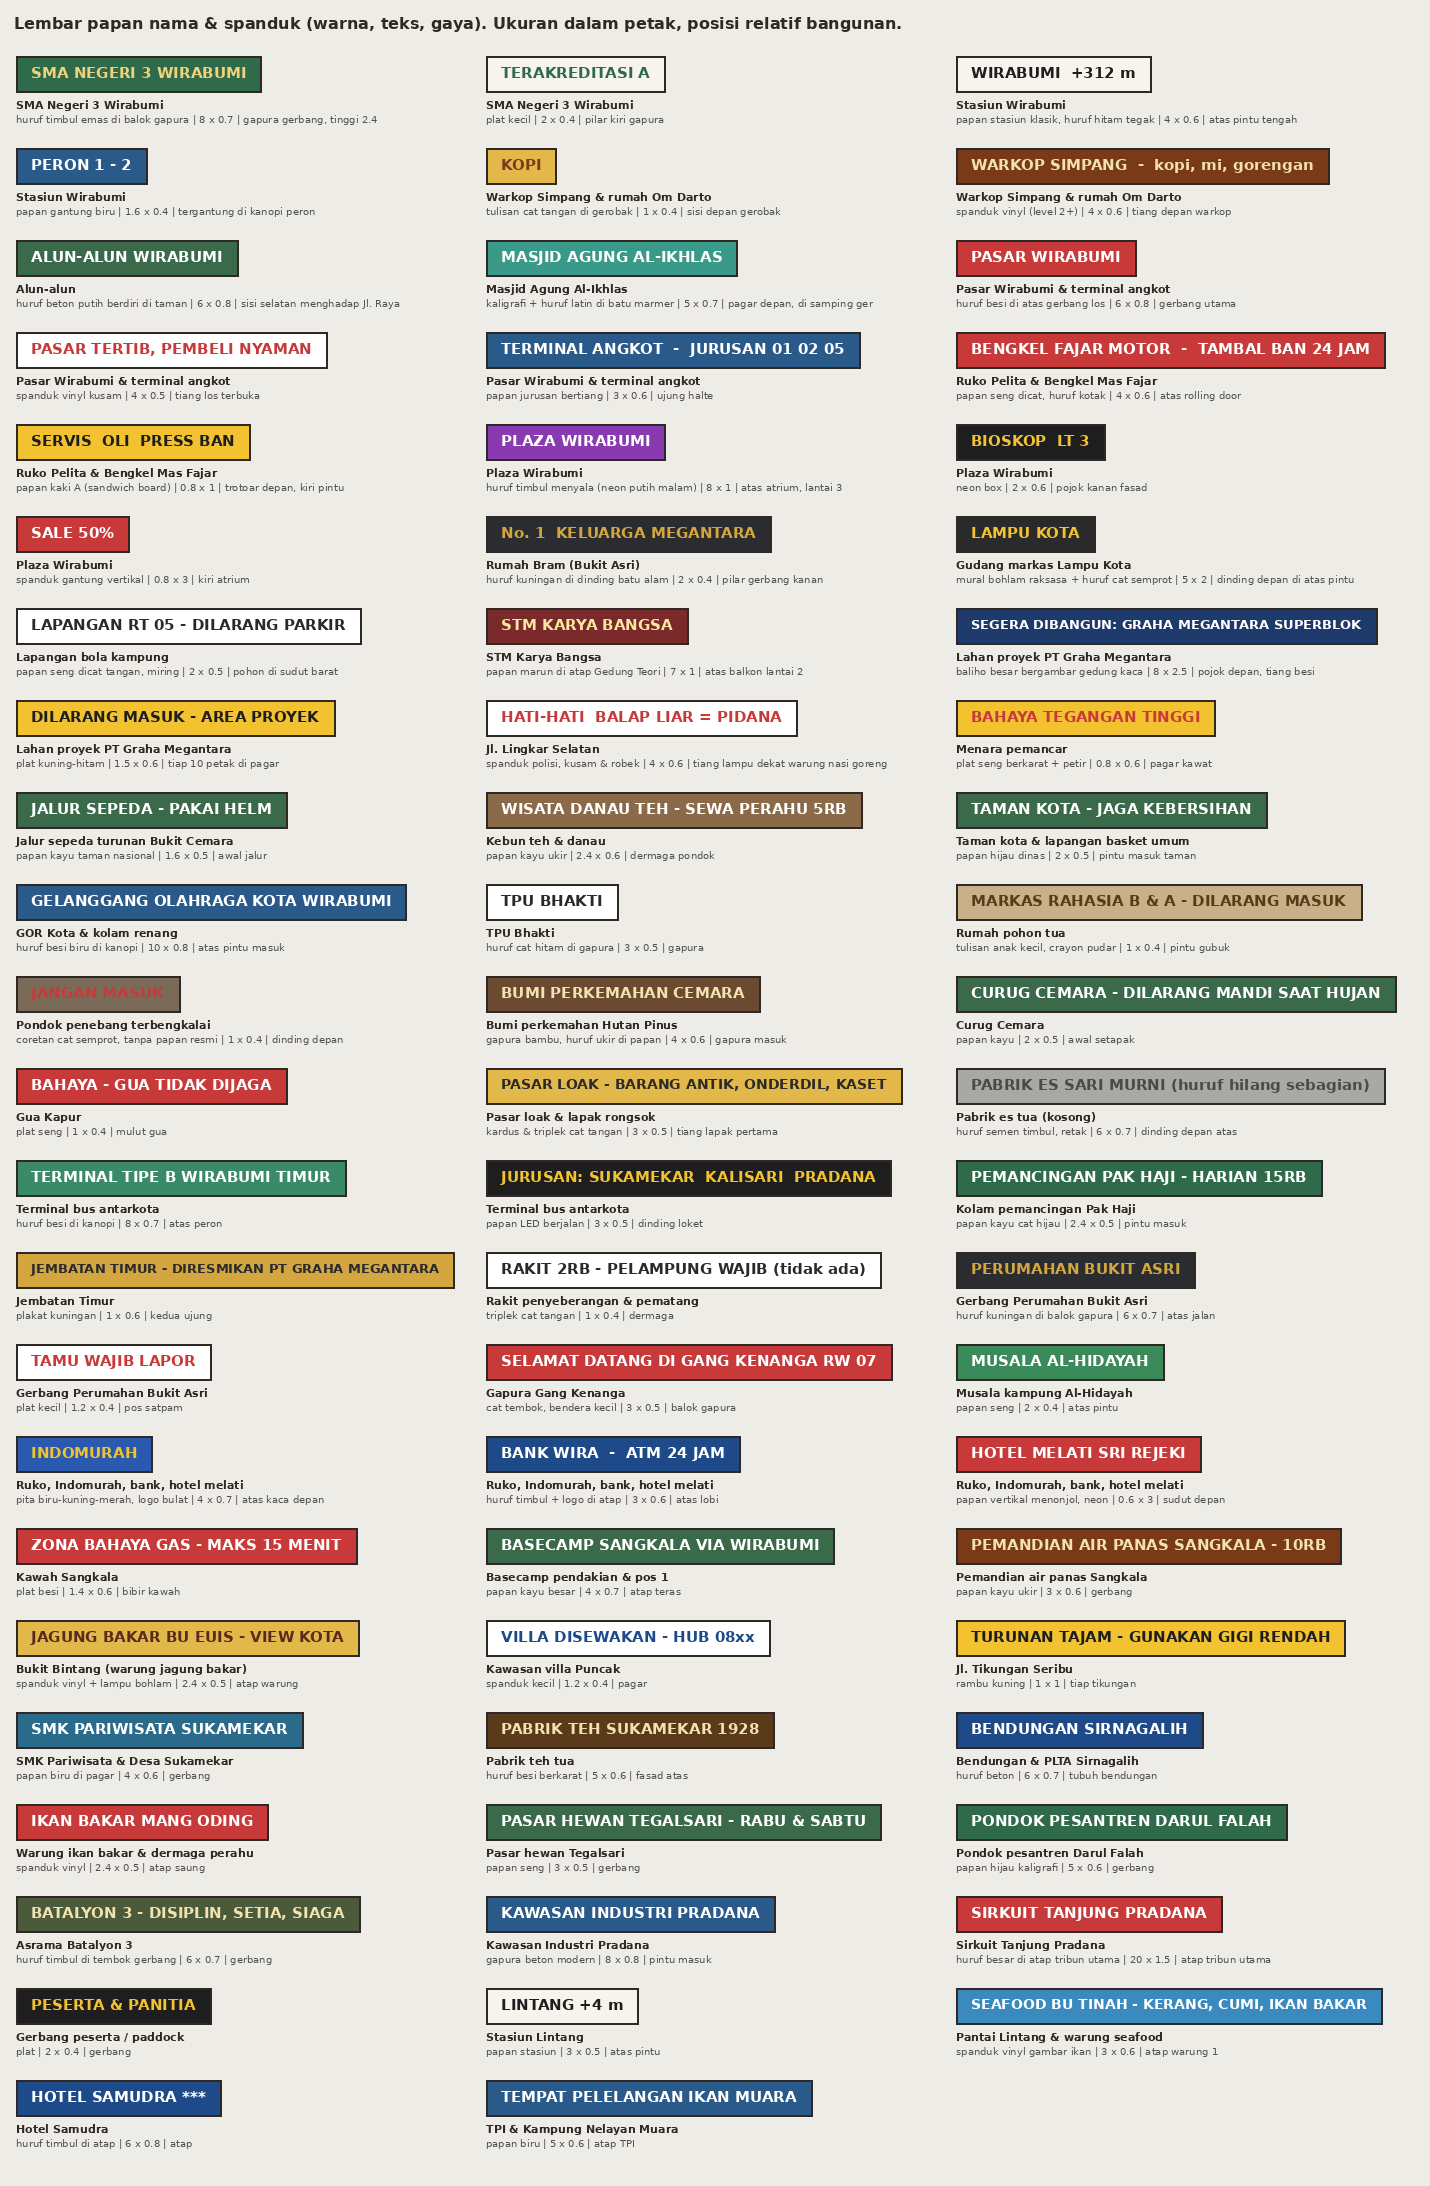 Lembar papan nama & spanduk (warna, teks, gaya). Ukuran dalam petak, posisi relatif bangunan.
SMA NEGERI 3 WIRABUMI
SMA Negeri 3 Wirabumi
huruf timbul emas di balok gapura | 8 x 0.7 | gapura gerbang, tinggi 2.4
TERAKREDITASI A
SMA Negeri 3 Wirabumi
plat kecil | 2 x 0.4 | pilar kiri gapura
WIRABUMI +312 m
Stasiun Wirabumi
papan stasiun klasik, huruf hitam tegak | 4 x 0.6 | atas pintu tengah
PERON 1 - 2
Stasiun Wirabumi
papan gantung biru | 1.6 x 0.4 | tergantung di kanopi peron
KOPI
Warkop Simpang & rumah Om Darto
tulisan cat tangan di gerobak | 1 x 0.4 | sisi depan gerobak
WARKOP SIMPANG - kopi, mi, gorengan
Warkop Simpang & rumah Om Darto
spanduk vinyl (level 2+) | 4 x 0.6 | tiang depan warkop
ALUN-ALUN WIRABUMI
Alun-alun
huruf beton putih berdiri di taman | 6 x 0.8 | sisi selatan menghadap Jl. Raya
MASJID AGUNG AL-IKHLAS
Masjid Agung Al-Ikhlas
kaligrafi + huruf latin di batu marmer | 5 x 0.7 | pagar depan, di samping ger
PASAR WIRABUMI
Pasar Wirabumi & terminal angkot
huruf besi di atas gerbang los | 6 x 0.8 | gerbang utama
PASAR TERTIB, PEMBELI NYAMAN
Pasar Wirabumi & terminal angkot
spanduk vinyl kusam | 4 x 0.5 | tiang los terbuka
TERMINAL ANGKOT - JURUSAN 01 02 05
Pasar Wirabumi & terminal angkot
papan jurusan bertiang | 3 x 0.6 | ujung halte
BENGKEL FAJAR MOTOR - TAMBAL BAN 24 JAM
Ruko Pelita & Bengkel Mas Fajar
papan seng dicat, huruf kotak | 4 x 0.6 | atas rolling door
SERVIS OLI PRESS BAN
Ruko Pelita & Bengkel Mas Fajar
papan kaki A (sandwich board) | 0.8 x 1 | trotoar depan, kiri pintu
PLAZA WIRABUMI
Plaza Wirabumi
huruf timbul menyala (neon putih malam) | 8 x 1 | atas atrium, lantai 3
BIOSKOP LT 3
Plaza Wirabumi
neon box | 2 x 0.6 | pojok kanan fasad
SALE 50%
Plaza Wirabumi
spanduk gantung vertikal | 0.8 x 3 | kiri atrium
No. 1 KELUARGA MEGANTARA
Rumah Bram (Bukit Asri)
huruf kuningan di dinding batu alam | 2 x 0.4 | pilar gerbang kanan
LAMPU KOTA
Gudang markas Lampu Kota
mural bohlam raksasa + huruf cat semprot | 5 x 2 | dinding depan di atas pintu
LAPANGAN RT 05 - DILARANG PARKIR
Lapangan bola kampung
papan seng dicat tangan, miring | 2 x 0.5 | pohon di sudut barat
STM KARYA BANGSA
STM Karya Bangsa
papan marun di atap Gedung Teori | 7 x 1 | atas balkon lantai 2
SEGERA DIBANGUN: GRAHA MEGANTARA SUPERBLOK
Lahan proyek PT Graha Megantara
baliho besar bergambar gedung kaca | 8 x 2.5 | pojok depan, tiang besi
DILARANG MASUK - AREA PROYEK
Lahan proyek PT Graha Megantara
plat kuning-hitam | 1.5 x 0.6 | tiap 10 petak di pagar
HATI-HATI BALAP LIAR = PIDANA
Jl. Lingkar Selatan
spanduk polisi, kusam & robek | 4 x 0.6 | tiang lampu dekat warung nasi goreng
BAHAYA TEGANGAN TINGGI
Menara pemancar
plat seng berkarat + petir | 0.8 x 0.6 | pagar kawat
JALUR SEPEDA - PAKAI HELM
Jalur sepeda turunan Bukit Cemara
papan kayu taman nasional | 1.6 x 0.5 | awal jalur
WISATA DANAU TEH - SEWA PERAHU 5RB
Kebun teh & danau
papan kayu ukir | 2.4 x 0.6 | dermaga pondok
TAMAN KOTA - JAGA KEBERSIHAN
Taman kota & lapangan basket umum
papan hijau dinas | 2 x 0.5 | pintu masuk taman
GELANGGANG OLAHRAGA KOTA WIRABUMI
GOR Kota & kolam renang
huruf besi biru di kanopi | 10 x 0.8 | atas pintu masuk
TPU BHAKTI
TPU Bhakti
huruf cat hitam di gapura | 3 x 0.5 | gapura
MARKAS RAHASIA B & A - DILARANG MASUK
Rumah pohon tua
tulisan anak kecil, crayon pudar | 1 x 0.4 | pintu gubuk
JANGAN MASUK
Pondok penebang terbengkalai
coretan cat semprot, tanpa papan resmi | 1 x 0.4 | dinding depan
BUMI PERKEMAHAN CEMARA
Bumi perkemahan Hutan Pinus
gapura bambu, huruf ukir di papan | 4 x 0.6 | gapura masuk
CURUG CEMARA - DILARANG MANDI SAAT HUJAN
Curug Cemara
papan kayu | 2 x 0.5 | awal setapak
BAHAYA - GUA TIDAK DIJAGA
Gua Kapur
plat seng | 1 x 0.4 | mulut gua
PASAR LOAK - BARANG ANTIK, ONDERDIL, KASET
Pasar loak & lapak rongsok
kardus & triplek cat tangan | 3 x 0.5 | tiang lapak pertama
PABRIK ES SARI MURNI (huruf hilang sebagian)
Pabrik es tua (kosong)
huruf semen timbul, retak | 6 x 0.7 | dinding depan atas
TERMINAL TIPE B WIRABUMI TIMUR
Terminal bus antarkota
huruf besi di kanopi | 8 x 0.7 | atas peron
JURUSAN: SUKAMEKAR KALISARI PRADANA
Terminal bus antarkota
papan LED berjalan | 3 x 0.5 | dinding loket
PEMANCINGAN PAK HAJI - HARIAN 15RB
Kolam pemancingan Pak Haji
papan kayu cat hijau | 2.4 x 0.5 | pintu masuk
JEMBATAN TIMUR - DIRESMIKAN PT GRAHA MEGANTARA
Jembatan Timur
plakat kuningan | 1 x 0.6 | kedua ujung
RAKIT 2RB - PELAMPUNG WAJIB (tidak ada)
Rakit penyeberangan & pematang
triplek cat tangan | 1 x 0.4 | dermaga
PERUMAHAN BUKIT ASRI
Gerbang Perumahan Bukit Asri
huruf kuningan di balok gapura | 6 x 0.7 | atas jalan
TAMU WAJIB LAPOR
Gerbang Perumahan Bukit Asri
plat kecil | 1.2 x 0.4 | pos satpam
SELAMAT DATANG DI GANG KENANGA RW 07
Gapura Gang Kenanga
cat tembok, bendera kecil | 3 x 0.5 | balok gapura
MUSALA AL-HIDAYAH
Musala kampung Al-Hidayah
papan seng | 2 x 0.4 | atas pintu
INDOMURAH
Ruko, Indomurah, bank, hotel melati
pita biru-kuning-merah, logo bulat | 4 x 0.7 | atas kaca depan
BANK WIRA - ATM 24 JAM
Ruko, Indomurah, bank, hotel melati
huruf timbul + logo di atap | 3 x 0.6 | atas lobi
HOTEL MELATI SRI REJEKI
Ruko, Indomurah, bank, hotel melati
papan vertikal menonjol, neon | 0.6 x 3 | sudut depan
ZONA BAHAYA GAS - MAKS 15 MENIT
Kawah Sangkala
plat besi | 1.4 x 0.6 | bibir kawah
BASECAMP SANGKALA VIA WIRABUMI
Basecamp pendakian & pos 1
papan kayu besar | 4 x 0.7 | atap teras
PEMANDIAN AIR PANAS SANGKALA - 10RB
Pemandian air panas Sangkala
papan kayu ukir | 3 x 0.6 | gerbang
JAGUNG BAKAR BU EUIS - VIEW KOTA
Bukit Bintang (warung jagung bakar)
spanduk vinyl + lampu bohlam | 2.4 x 0.5 | atap warung
VILLA DISEWAKAN - HUB 08xx
Kawasan villa Puncak
spanduk kecil | 1.2 x 0.4 | pagar
TURUNAN TAJAM - GUNAKAN GIGI RENDAH
Jl. Tikungan Seribu
rambu kuning | 1 x 1 | tiap tikungan
SMK PARIWISATA SUKAMEKAR
SMK Pariwisata & Desa Sukamekar
papan biru di pagar | 4 x 0.6 | gerbang
PABRIK TEH SUKAMEKAR 1928
Pabrik teh tua
huruf besi berkarat | 5 x 0.6 | fasad atas
BENDUNGAN SIRNAGALIH
Bendungan & PLTA Sirnagalih
huruf beton | 6 x 0.7 | tubuh bendungan
IKAN BAKAR MANG ODING
Warung ikan bakar & dermaga perahu
spanduk vinyl | 2.4 x 0.5 | atap saung
PASAR HEWAN TEGALSARI - RABU & SABTU
Pasar hewan Tegalsari
papan seng | 3 x 0.5 | gerbang
PONDOK PESANTREN DARUL FALAH
Pondok pesantren Darul Falah
papan hijau kaligrafi | 5 x 0.6 | gerbang
BATALYON 3 - DISIPLIN, SETIA, SIAGA
Asrama Batalyon 3
huruf timbul di tembok gerbang | 6 x 0.7 | gerbang
KAWASAN INDUSTRI PRADANA
Kawasan Industri Pradana
gapura beton modern | 8 x 0.8 | pintu masuk
SIRKUIT TANJUNG PRADANA
Sirkuit Tanjung Pradana
huruf besar di atap tribun utama | 20 x 1.5 | atap tribun utama
PESERTA & PANITIA
Gerbang peserta / paddock
plat | 2 x 0.4 | gerbang
LINTANG +4 m
Stasiun Lintang
papan stasiun | 3 x 0.5 | atas pintu
SEAFOOD BU TINAH - KERANG, CUMI, IKAN BAKAR
Pantai Lintang & warung seafood
spanduk vinyl gambar ikan | 3 x 0.6 | atap warung 1
HOTEL SAMUDRA ***
Hotel Samudra
huruf timbul di atap | 6 x 0.8 | atap
TEMPAT PELELANGAN IKAN MUARA
TPI & Kampung Nelayan Muara
papan biru | 5 x 0.6 | atap TPI